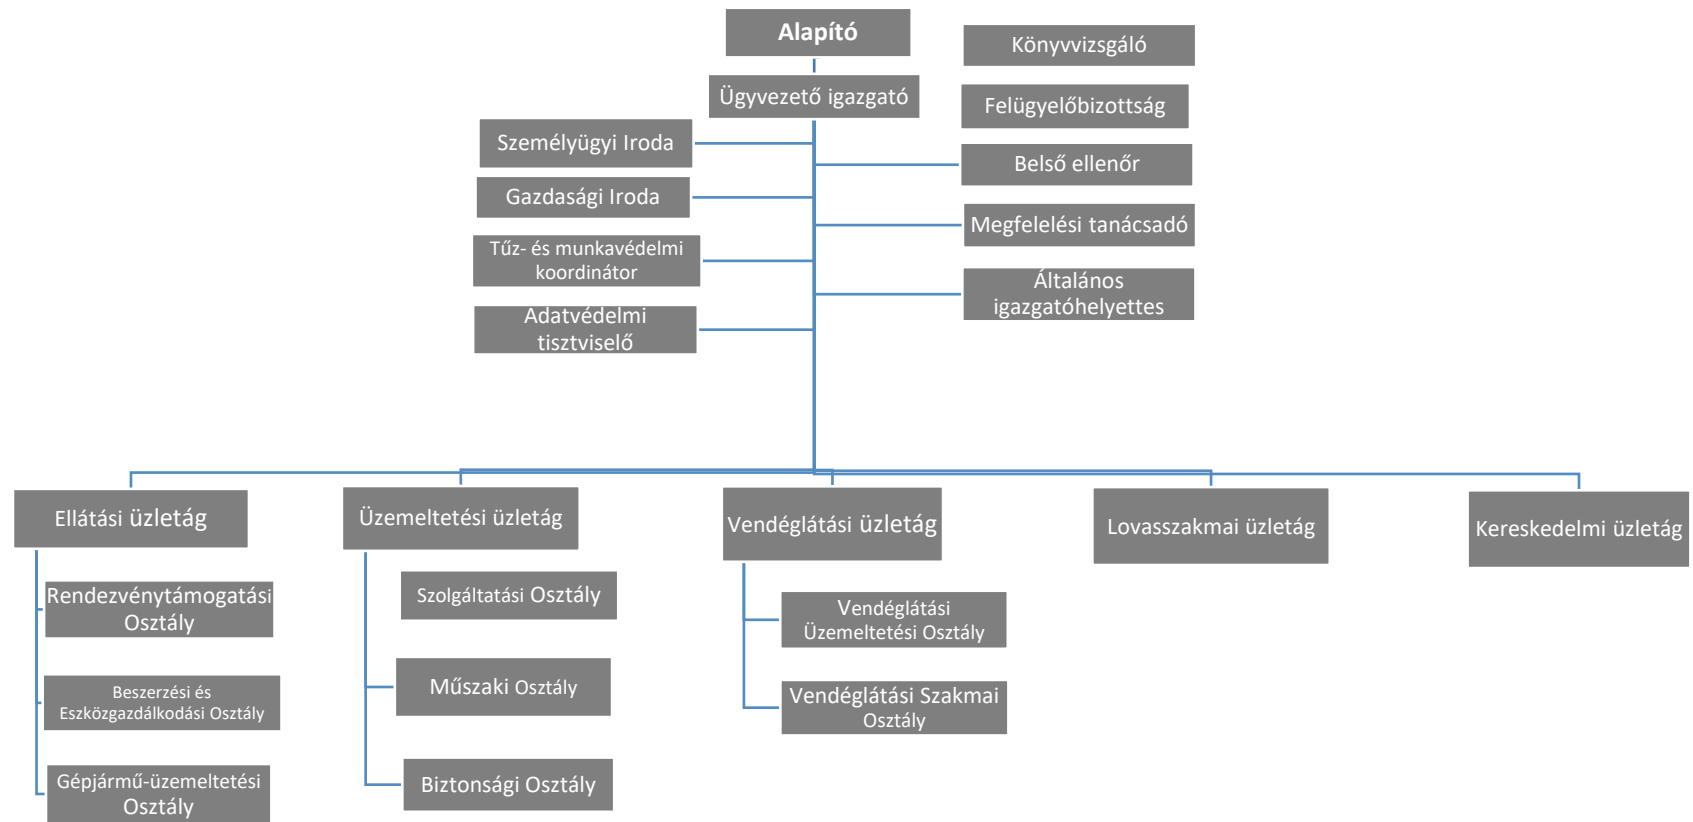 Alapító
Könyvvizsgáló
Ügyvezető igazgató
Felügyelőbizottság
Személyügyi Iroda
Belső ellenőr
Gazdasági Iroda
Megfelelési tanácsadó
Tűz- és munkavédelmi
koordinátor
Általános
igazgatóhelyettes
Adatvédelmi
tisztviselő
Ellátási üzletág
Üzemeltetési üzletág
Vendéglátási üzletág
Lovasszakmai üzletág
Kereskedelmi üzletág
Rendezvénytámogatási
Osztály
Beszerzési és
Eszközgazdálkodási Osztály
Gépjármű-üzemeltetési
Osztály
Szolgáltatási Osztály
Műszaki Osztály
Biztonsági Osztály
Vendéglátási
Üzemeltetési Osztály
Vendéglátási Szakmai
Osztály